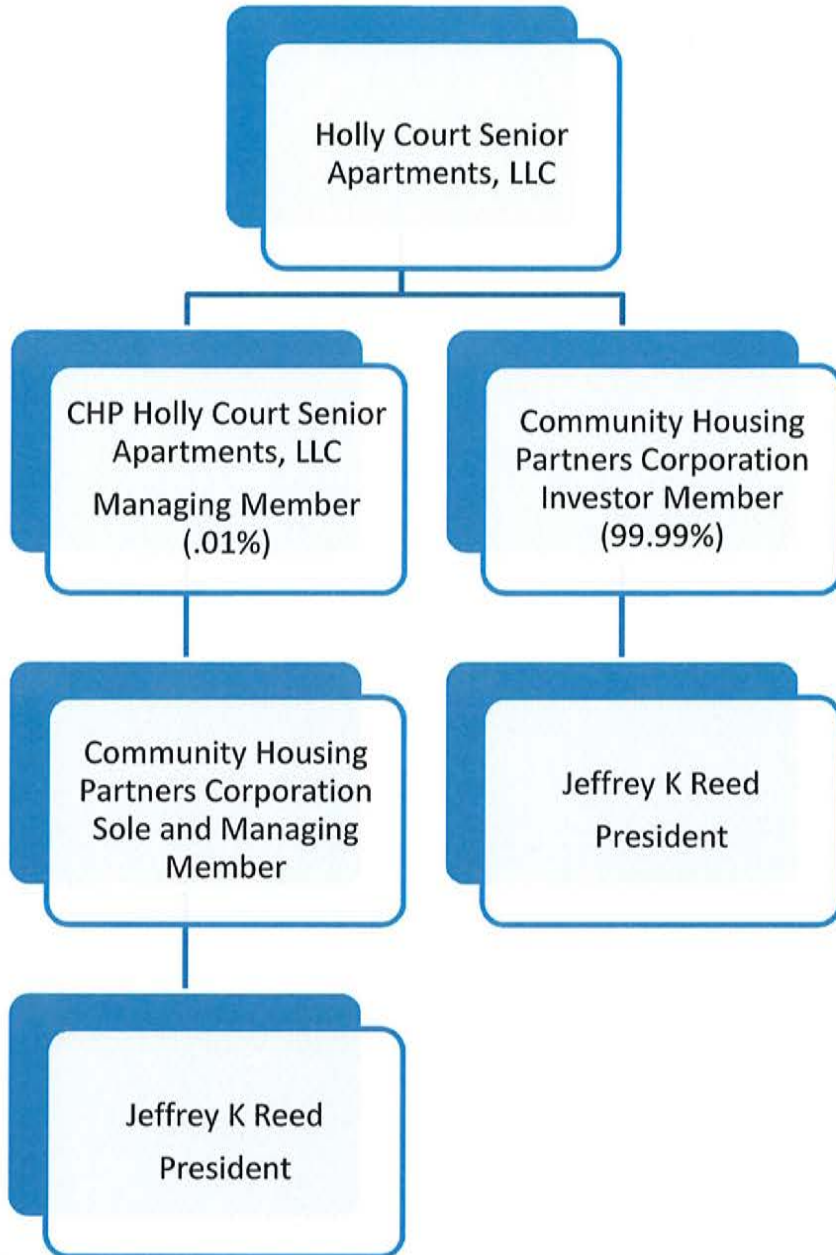 Holly Court Senior
Apartments, LLC
CHP Holly Court Senior
Apartments, LLC
Managing Member
(.01%)
Community Housing
Partners Corporation
Investor Member
(99.99%)
Community Housing
Partners Corporation
Sole and Managing
Member
Jeffrey K Reed
President
Jeffrey K Reed
President